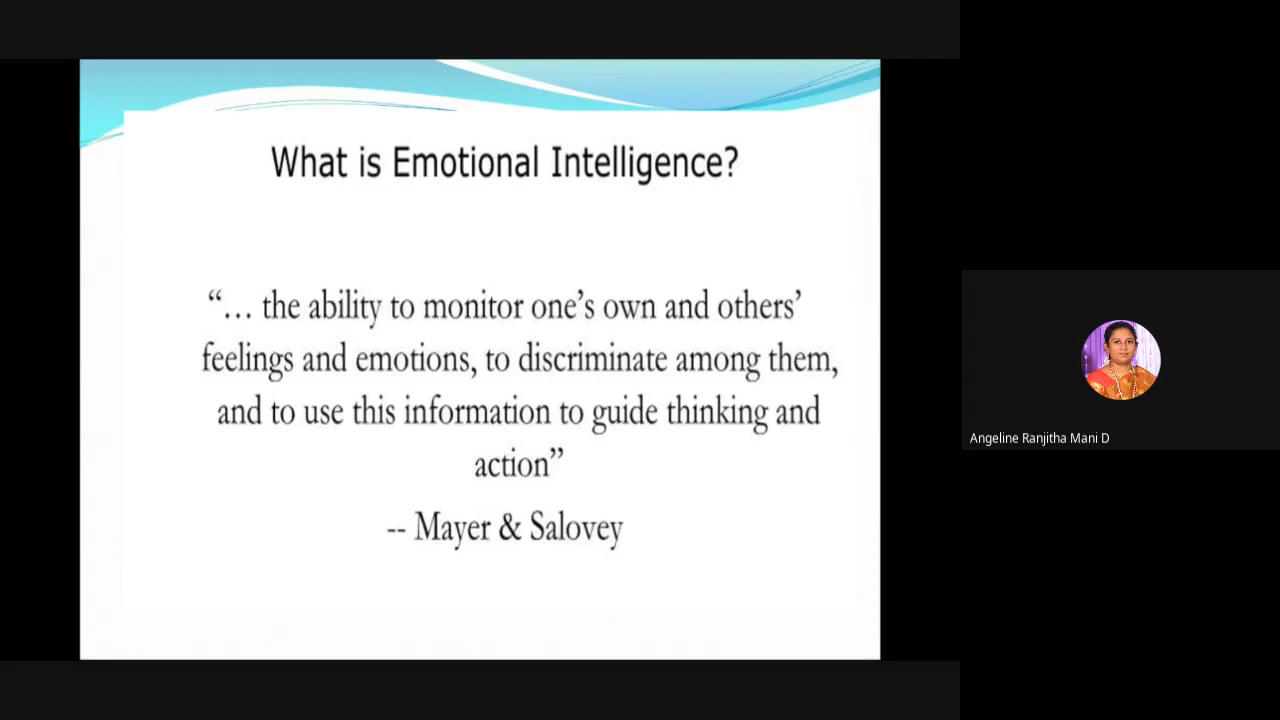 What is Emotional Intelligence?
“… the ability to monitor one’s own and others’
feelings and emotions, to discriminate among them,
and to use this information to guide thinking and
action”
-- Mayer & Salovey
Angeline Ranjitha Mani D